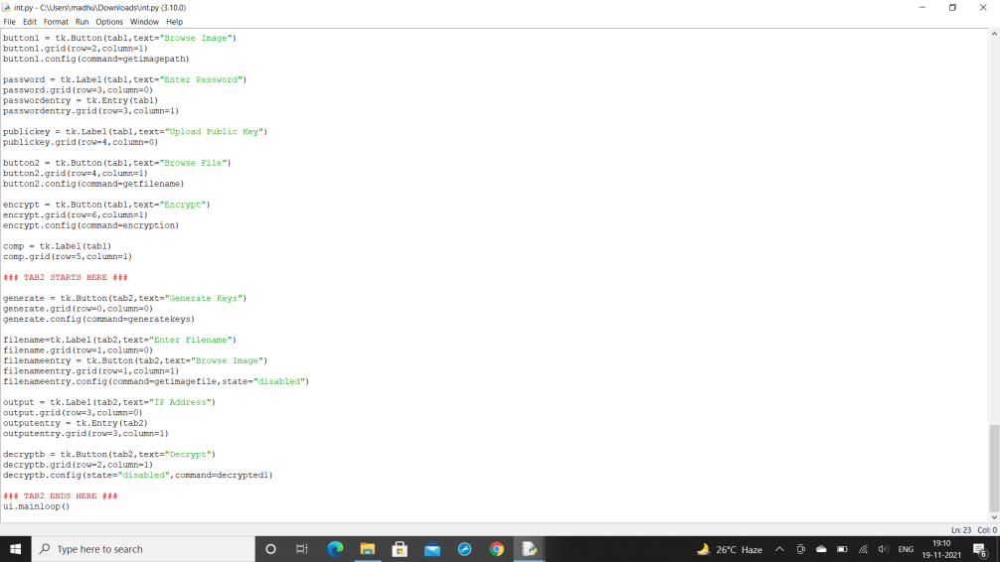 int.py - C:\Users\madhu\Downloads\int.py (3.10.0)
File Edit Format Run Options Window Help
button1 = tk.Button(tab1,text="Browse Image")
button1.grid(row=2,column=1)
button1.config(command=getimagepath)
password = tk.Label(tab1,text="Enter Password")
password.grid(row=3,column=0)
passwordentry = tk.Entry(tab1)
passwordentry.grid(row=3,column=1)
publickey = tk.Label(tab1,text="Upload Public Key")
publickey.grid(row=4,column=0)
button2 = tk.Button(tab1,text="Browse File")
button2.grid(row=4,column=1)
button2.config(command=getfilename)
encrypt = tk.Button(tab1,text="Encrypt")
encrypt.grid(row=6,column=1)
encrypt.config(command=encryption)
comp = tk.Label(tab1)
comp.grid(row=5,column=1)
### TAB2 STARTS HERE ###
generate = tk.Button(tab2,text="Generate Keys")
generate.grid(row=0,column=0)
generate.config(command=generatekeys)
filename=tk.Label(tab2,text="Enter Filename")
filename.grid(row=1,column=0)
filenameentry = tk.Button(tab2,text="Browse Image")
filenameentry.grid(row=1,column=1)
filenameentry.config(command=getimagefile,state="disabled")
output = tk.Label(tab2,text="IP Address")
output.grid(row=3,column=0)
outputentry = tk.Entry(tab2)
outputentry.grid(row=3,column=1)
decryptb = tk.Button(tab2,text="Decrypt")
decryptb.grid(row=2,column=1)
decryptb.config(state="disabled",command=decrypted1)
### TAB2 ENDS HERE ###
ui.mainloop()
Ln: 23 Col: 0
Type here to search
26°C Haze
ENG
19:10
19-11-2021
6